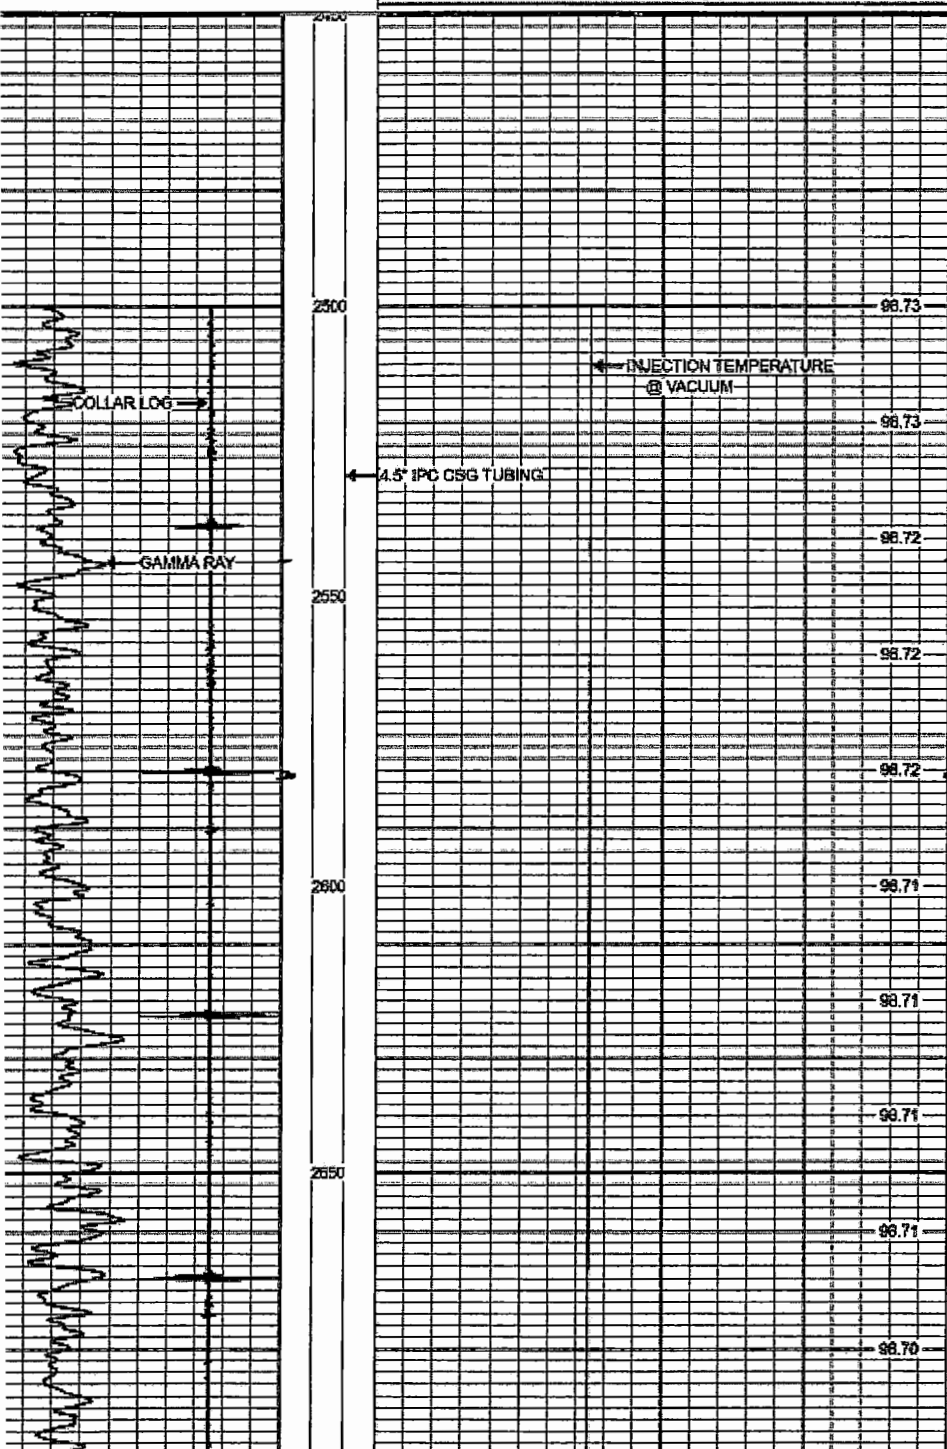 2500
98.73
INJECTION TEMPERATURE
@ VACUUM
COLLAR LOG
98.73
4.5" IPC CSG TUBING
98.72
GAMMA RAY
2550
98.72
98.72
2600
98.71
98.71
98.71
2650
98.71
98.70